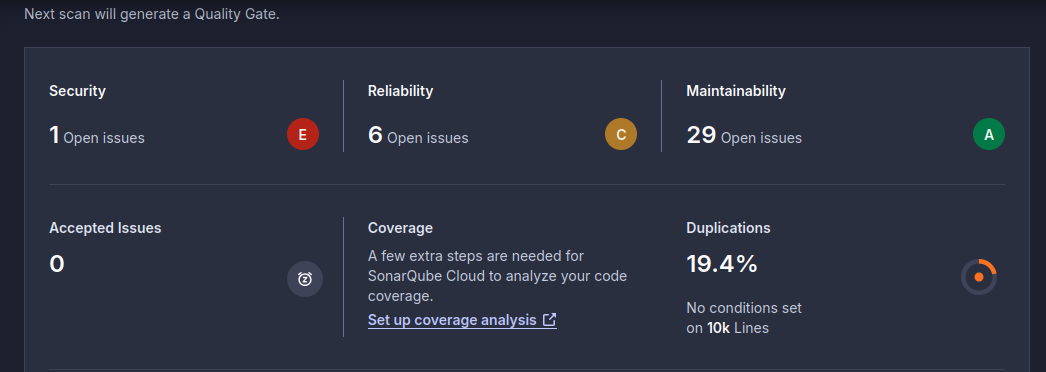 Next scan will generate a Quality Gate.
Security
1 Open issues
E
Reliability
6 Open issues
C
Maintainability
29 Open issues
A
Accepted Issues
0
Coverage
A few extra steps are needed for
SonarQube Cloud to analyze your code
coverage.
Set up coverage analysis
Duplications
19.4%
No conditions set
on 10k Lines